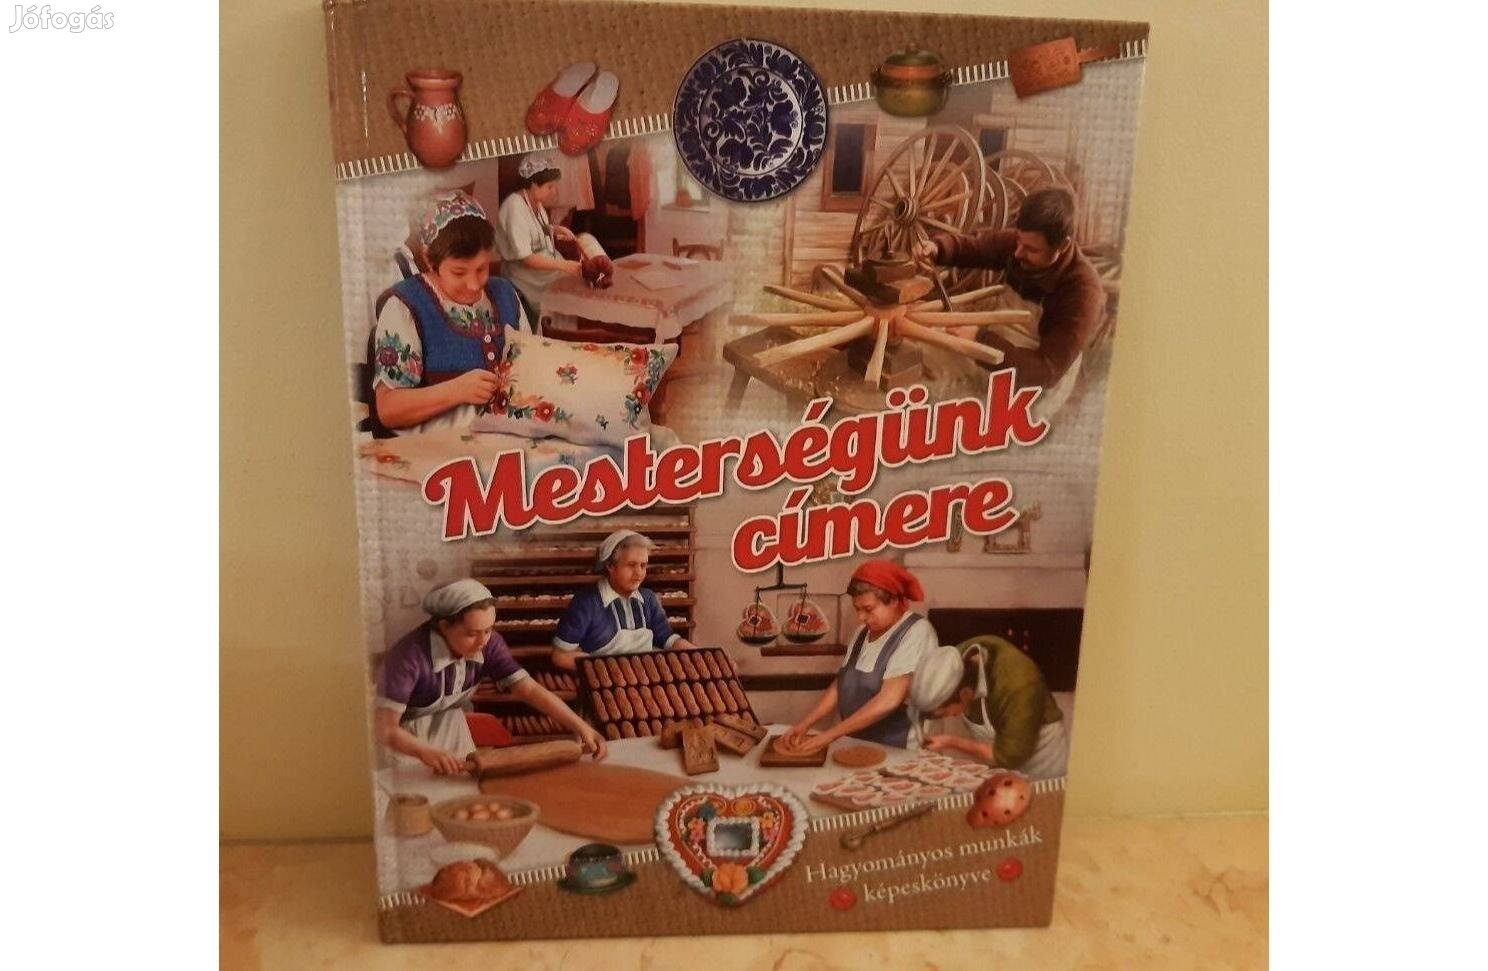 Jófogás
Mesterségünk
címere
Hagyományos munkák
képeskönyve